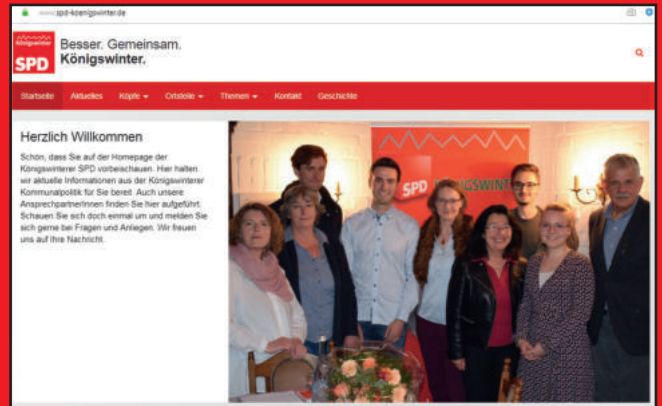 www.spd-koenigswinter.de
Königswinter
SPD
Besser. Gemeinsam.
Königswinter.
Startseite Aktuelles Köpfe Ortsteile Themen Kontakt Geschichte
Herzlich Willkommen
Schön, dass Sie auf der Homepage der
Königswinterer SPD vorbeischauen. Hier halten
wir aktuelle Informationen aus der Königswinterer
Kommunalpolitik für Sie bereit. Auch unsere
AnsprechpartnerInnen finden Sie hier aufgeführt.
Schauen Sie sich doch einmal um und melden Sie
sich gerne bei Fragen und Anliegen. Wir freuen
uns auf Ihre Nachricht.
SPD